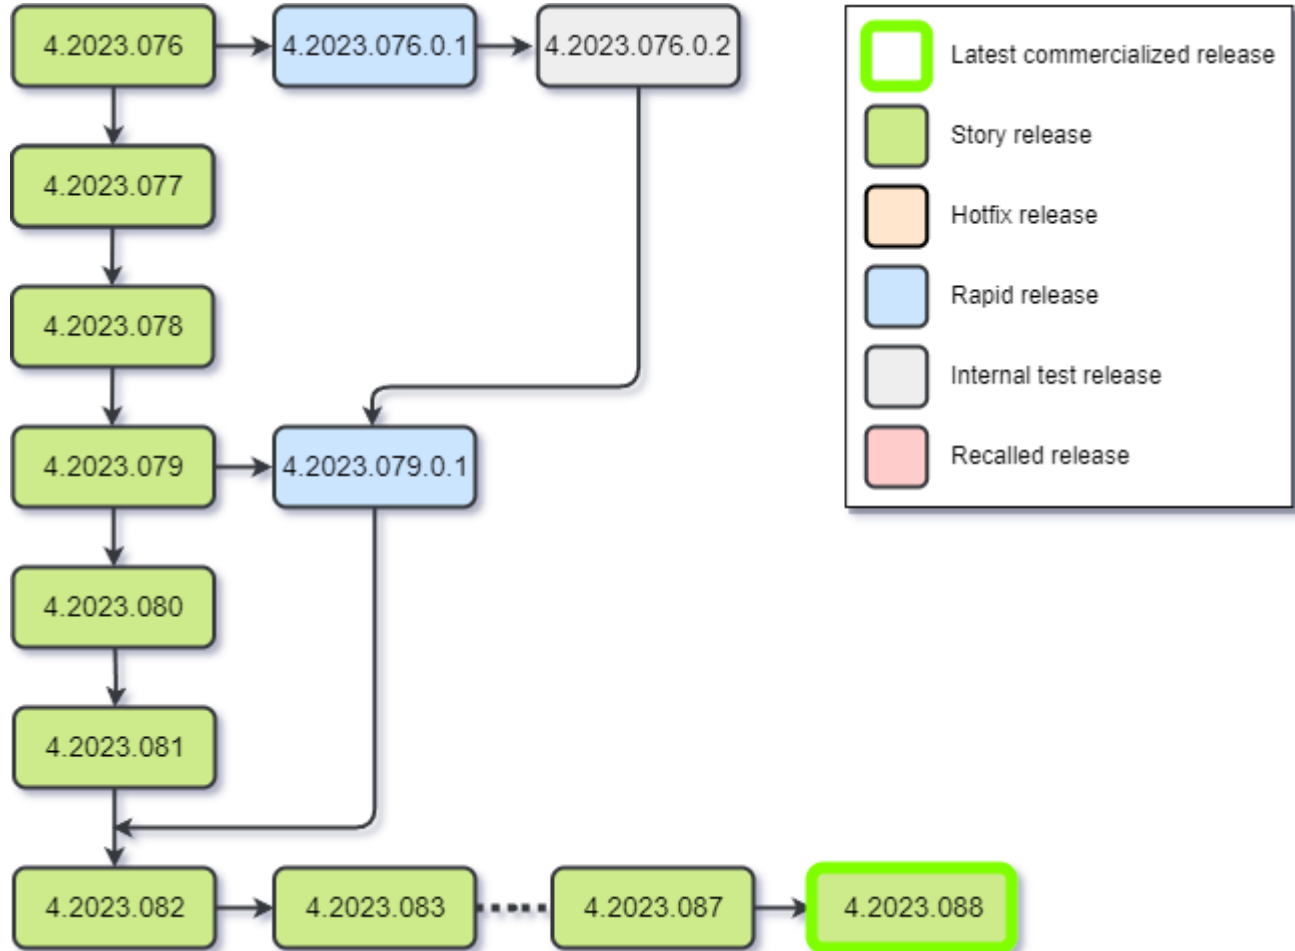 4.2023.076
4.2023.076.0.1
4.2023.076.0.2
4.2023.077
4.2023.078
4.2023.079
4.2023.079.0.1
4.2023.080
4.2023.081
4.2023.082
4.2023.083
4.2023.087
4.2023.088
Latest commercialized release
Story release
Hotfix release
Rapid release
Internal test release
Recalled release